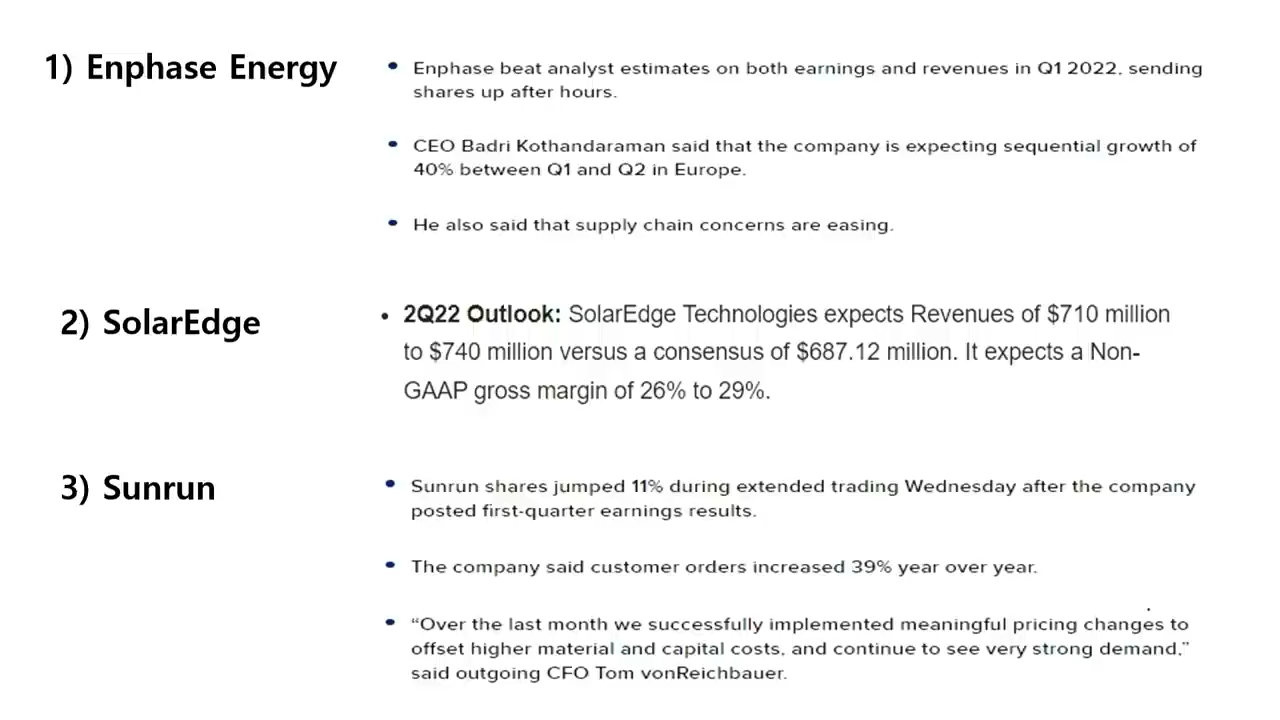 1) Enphase Energy
• Enphase beat analyst estimates on both earnings and revenues in Q1 2022, sending
shares up after hours.
• CEO Badri Kothandaraman said that the company is expecting sequential growth of
40% between Q1 and Q2 in Europe.
• He also said that supply chain concerns are easing.
2) SolarEdge
• 2Q22 Outlook: SolarEdge Technologies expects Revenues of $710 million
to $740 million versus a consensus of $687.12 million. It expects a Non-
GAAP gross margin of 26% to 29%.
3) Sunrun
• Sunrun shares jumped 11% during extended trading Wednesday after the company
posted first-quarter earnings results.
• The company said customer orders increased 39% year over year.
• “Over the last month we successfully implemented meaningful pricing changes to
offset higher material and capital costs, and continue to see very strong demand,”
said outgoing CFO Tom vonReichbauer.